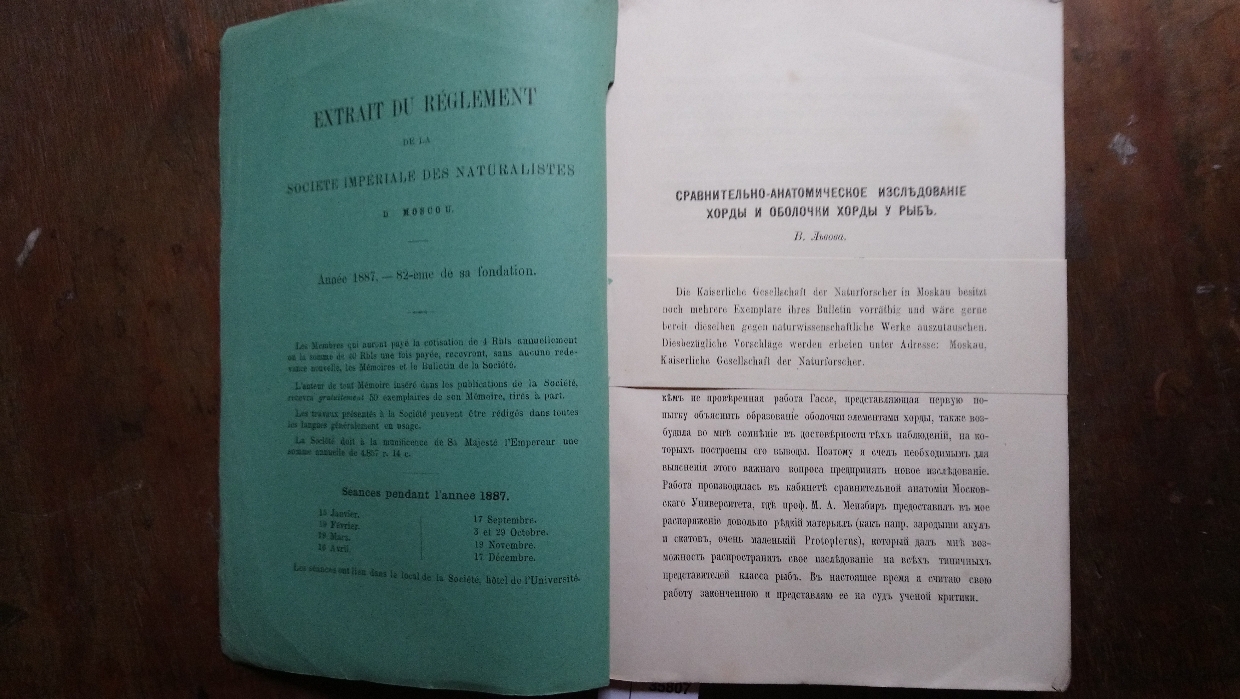 EXTRAIT DU RÉGLEMENT
DE LA
SOCIÉTÉ IMPÉRIALE DES NATURALISTES
D MOSCOU.
Année 1887,—82-ème de sa fondation.
Les Membres qui auront payé la cotisation de 4 Rbls annuellement
ou la somme de 40 Rbls une fois payée, recevront, sans aucune rede-
vance nouvelle, les Mémoires et le Bulletin de la Société.
L'auteur de tout Mémoire inséré dans les publications de la Société,
recevra gratuitement 50 exemplaires de son Mémoire, tirés à part.
Les travaux présentés à la Société peuvent être rédigés dans toutes
les langues généralement en usage.
La Société doit à la munificence de Sa Majesté l'Empereur une
somme annuelle de 4,857 r. 14 c.
Séances pendant l'année 1887.
15 Janvier.
Février.
Mars.
Avril.
17 Septembre.
3 et 29 Octobre.
19 Novembre.
17 Décembre.
Les séances ont lieu dans le local de la Société, hôtel de l'Université.
СРАВНИТЕЛЬНО-АНАТОМИЧЕСКОЕ ИЗСЛѢДОВАНІЕ
ХОРДЫ И ОБОЛОЧКИ ХОРДЫ У РЫБЪ.
В. Львова.
Die Kaiserliche Gesellschaft der Naturforscher in Moskau besitzt
noch mehrere Exemplare ihres Bulletin vorräthig und wäre gerne
bereit dieselben gegen naturwissenschaftliche Werke auszutauschen.
Diesbezügliche Vorschläge werden erbeten unter Adresse: Moskau,
Kaiserliche Gesellschaft der Naturforscher.
кѣмъ не провѣренная работа Гассе, представляющая первую по-
пытку объяснить образованіе оболочки элементами хорды, также воз-
будила во мнѣ сомнѣніе въ достовѣрности тѣхъ наблюденій, на ко-
торыхъ построены его выводы. Поэтому я счелъ необходимымъ для
выясненія этого важнаго вопроса предпринять новое изслѣдованіе.
Работа производилась въ кабинетѣ сравнительной анатоміи Москов-
скаго Университета, гдѣ проф. М. А. Мензбиръ предоставилъ въ мое
распоряженіе довольно рѣдкій матерьялъ (какъ напр. зародыши акулъ
и скатовъ, очень маленькій Protopterus), который далъ мнѣ воз-
можность распространить свое изслѣдованіе на всѣхъ типичныхъ
представителей класса рыбъ. Въ настоящее время я считаю свою
работу законченною и представляю ее на судъ ученой критики.
35807